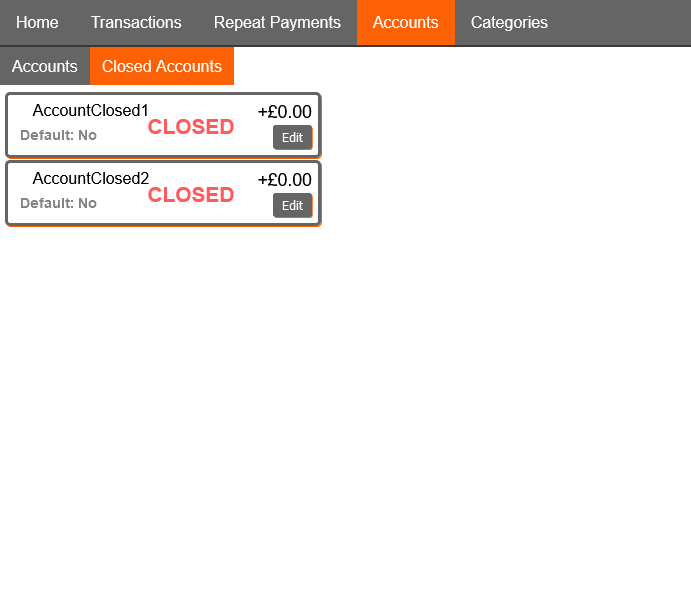 Home Transactions Repeat Payments Accounts Categories
Accounts Closed Accounts
AccountClosed1 +£0.00
Default: No CLOSED Edit
AccountClosed2 +£0.00
Default: No CLOSED Edit